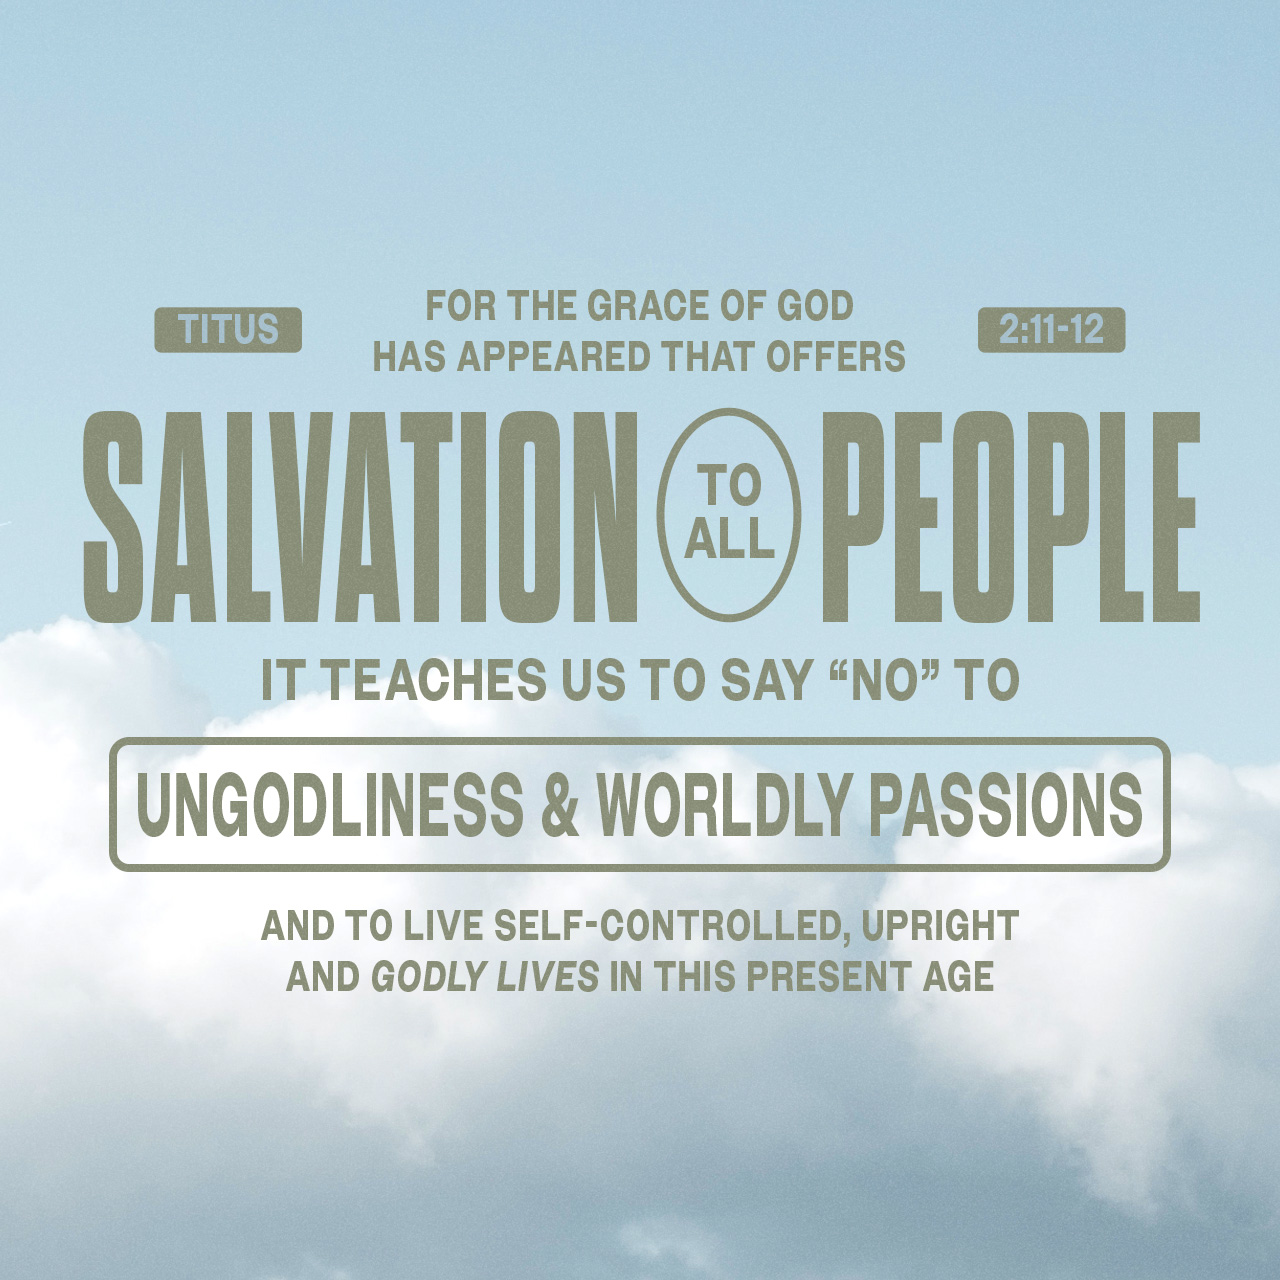 TITUS
2:11-12
FOR THE GRACE OF GOD
HAS APPEARED THAT OFFERS
SALVATION TO ALL PEOPLE
IT TEACHES US TO SAY “NO” TO
UNGODLINESS & WORLDLY PASSIONS
AND TO LIVE SELF-CONTROLLED, UPRIGHT
AND GODLY LIVES IN THIS PRESENT AGE